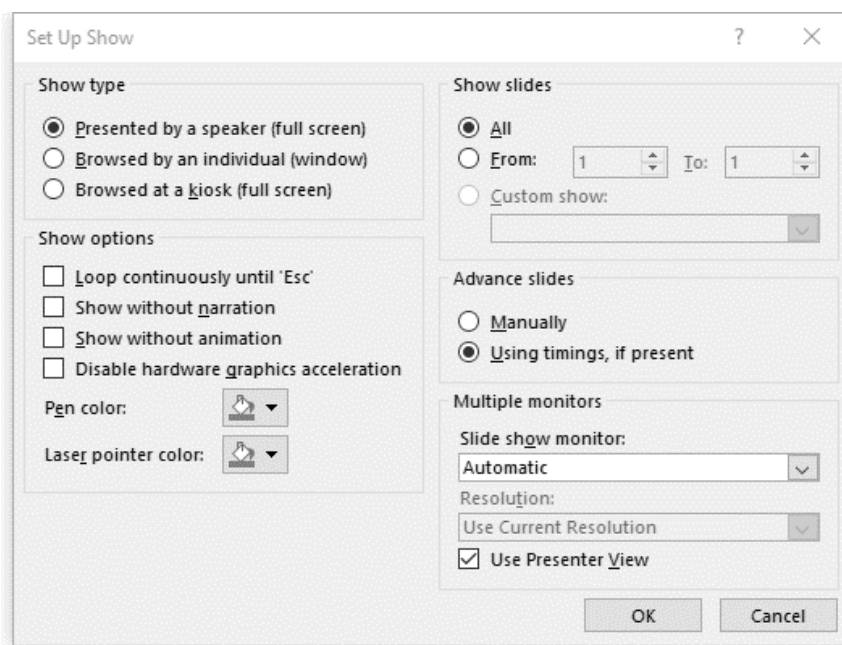 Set Up Show ?
Show type
Presented by a speaker (full screen)
Browsed by an individual (window)
Browsed at a kiosk (full screen)
Show options
Loop continuously until 'Esc'
Show without narration
Show without animation
Disable hardware graphics acceleration
Pen color:
Laser pointer color:
Show slides
All
From: 1 To: 1
Custom show:
Advance slides
Manually
Using timings, if present
Multiple monitors
Slide show monitor:
Automatic
Resolution:
Use Current Resolution
Use Presenter View
OK Cancel